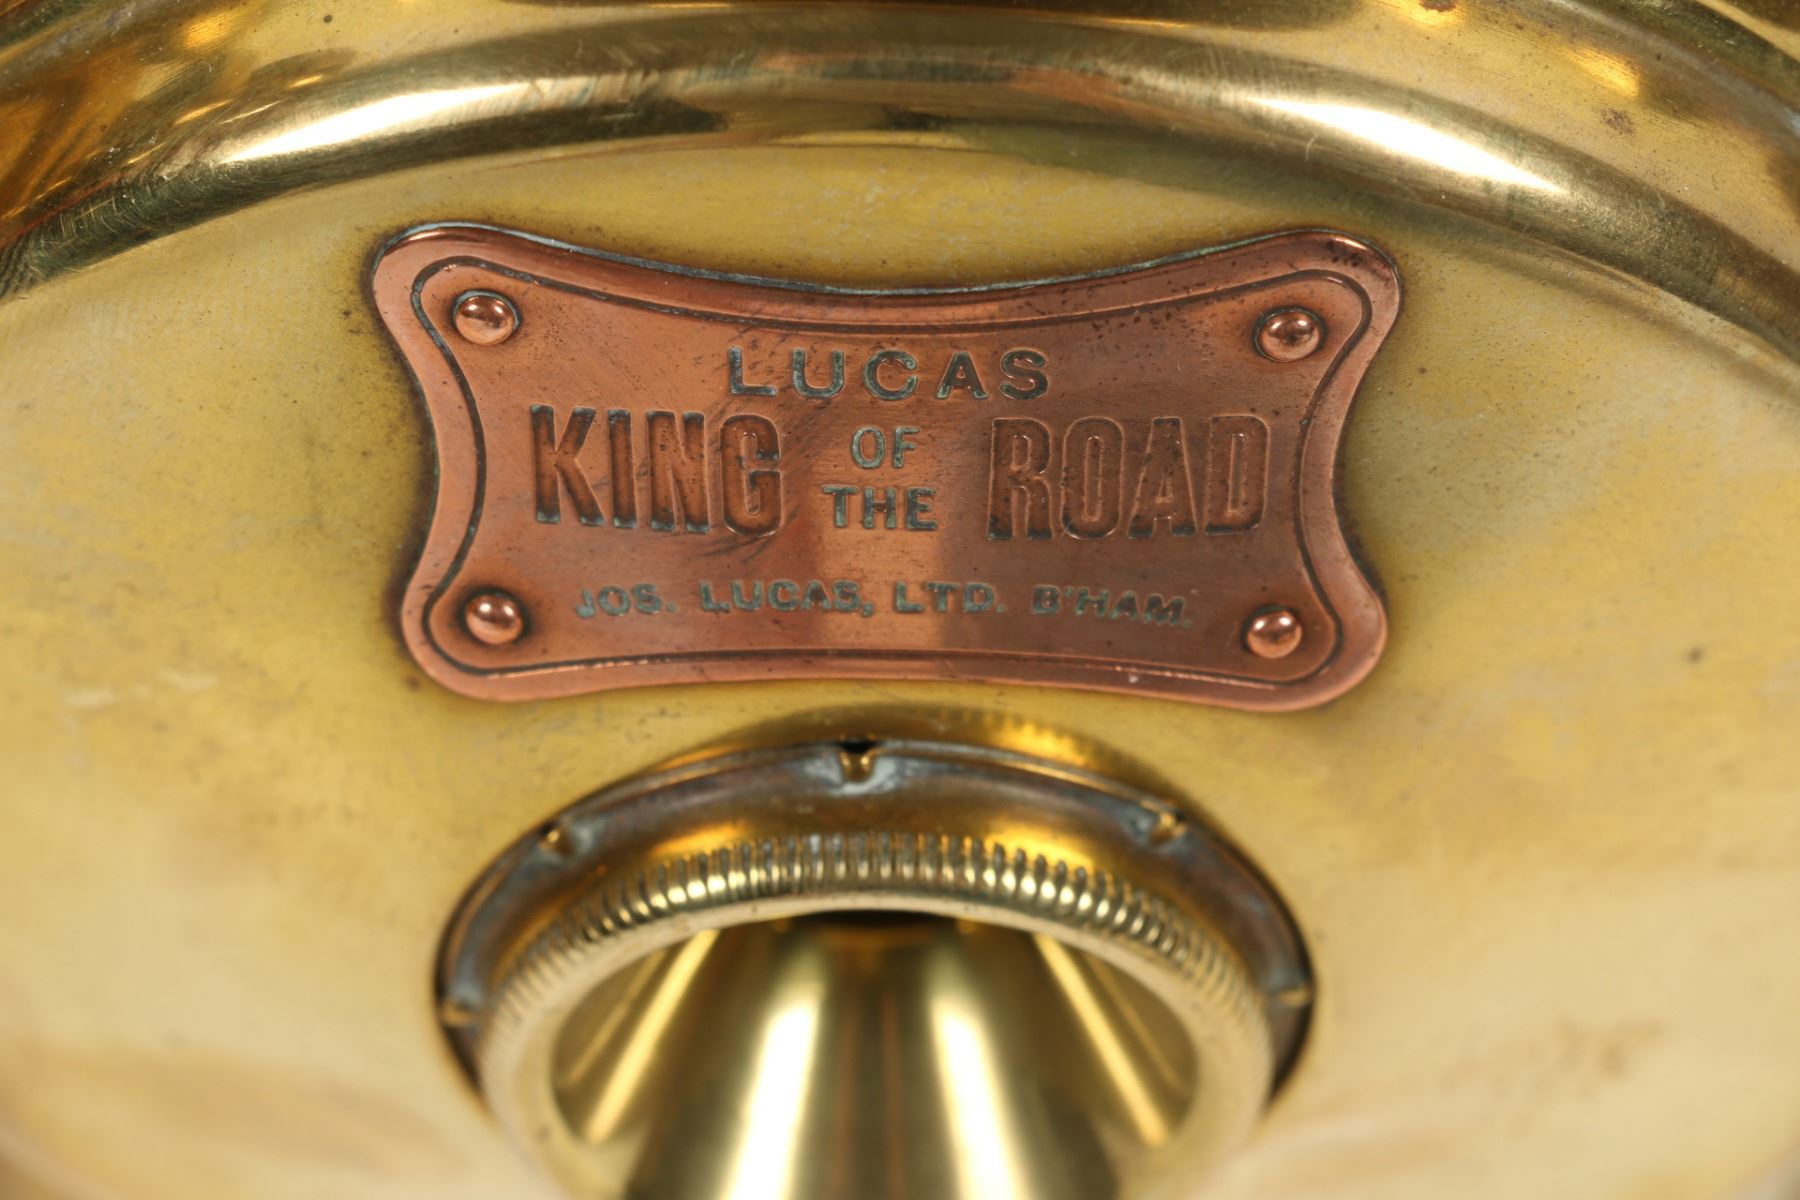 LUCAS
KING OF THE ROAD
JOS. LUCAS, LTD. B'HAM.